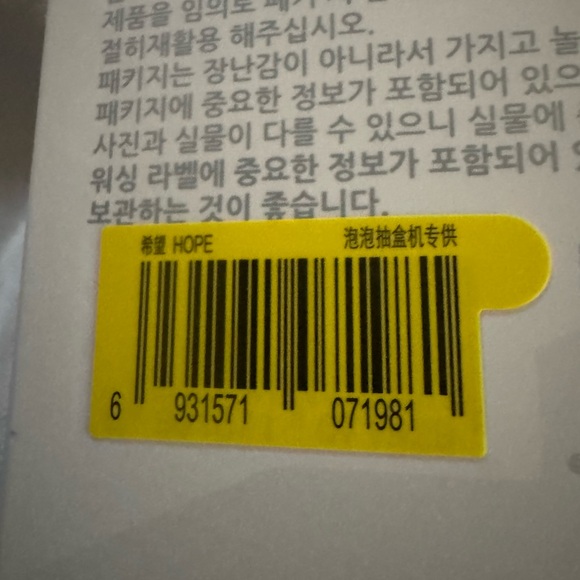 제품을 임의로
절히재활용 해주십시오.
패키지는 장난감이 아니라서 가지고
패키지에 중요한 정보가 포함되어 있으
사진과 실물이 다를 수 있으니 실물에
워싱 라벨에 중요한 정보가 포함되어
보관하는 것이 좋습니다.
希望 HOPE 泡泡抽盒机专供
6 931571 071981